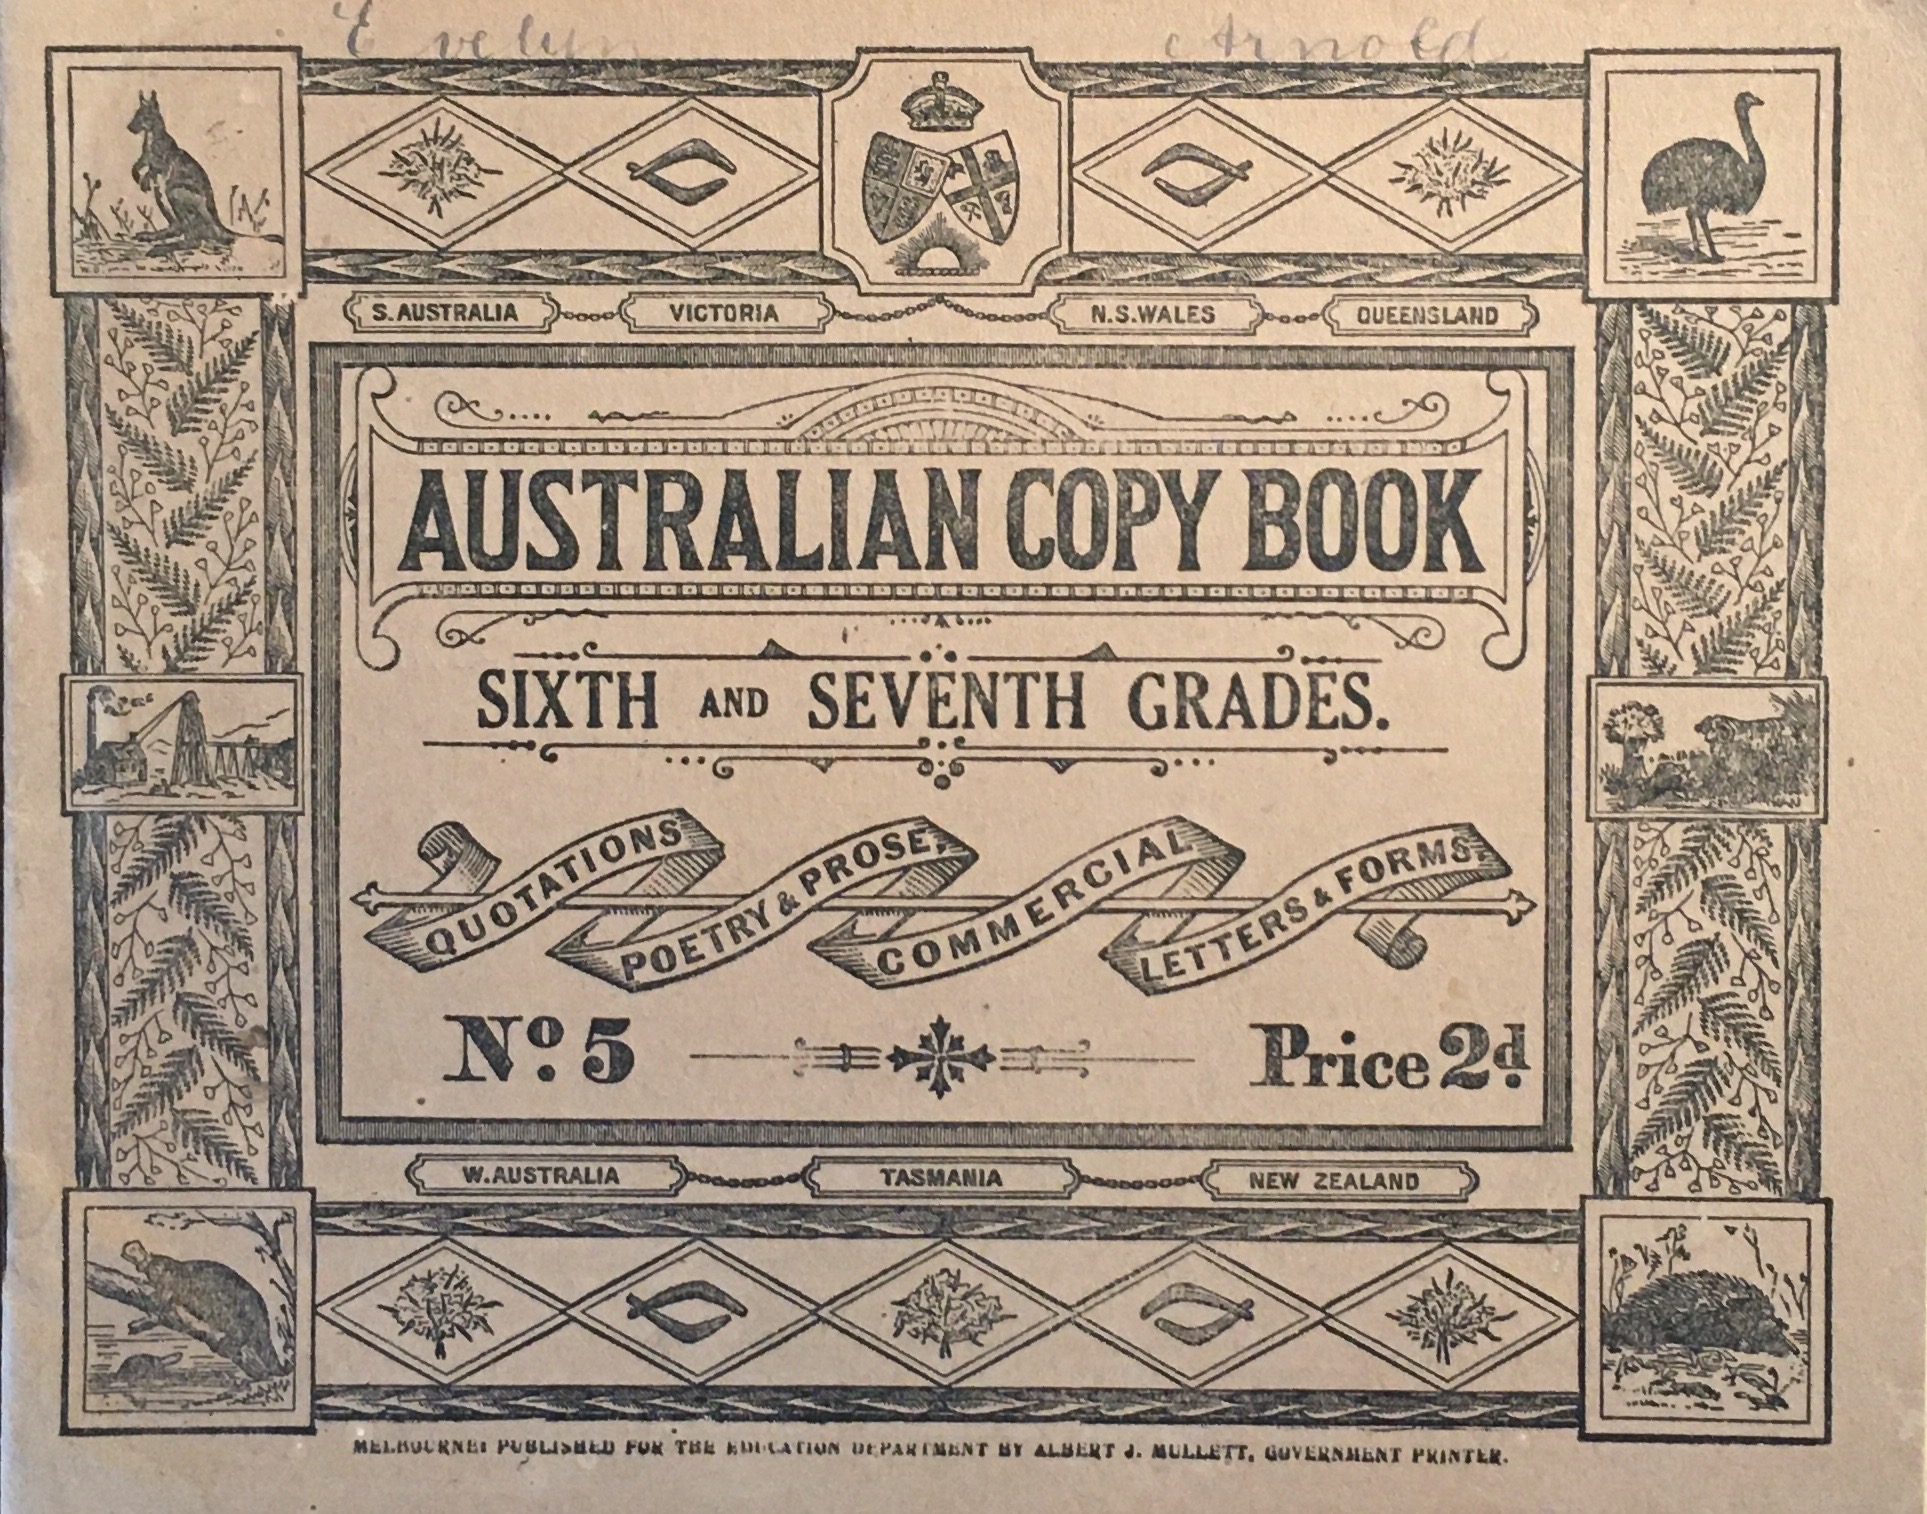 Evelyn Arnold
S. AUSTRALIA VICTORIA N.S. WALES QUEENSLAND
AUSTRALIAN COPY BOOK
SIXTH AND SEVENTH GRADES.
QUOTATIONS POETRY & PROSE, COMMERCIAL LETTERS & FORMS.
No. 5 Price 2d.
W. AUSTRALIA TASMANIA NEW ZEALAND
MELBOURNE: PUBLISHED FOR THE EDUCATION DEPARTMENT BY ALBERT J. MULLETT, GOVERNMENT PRINTER.